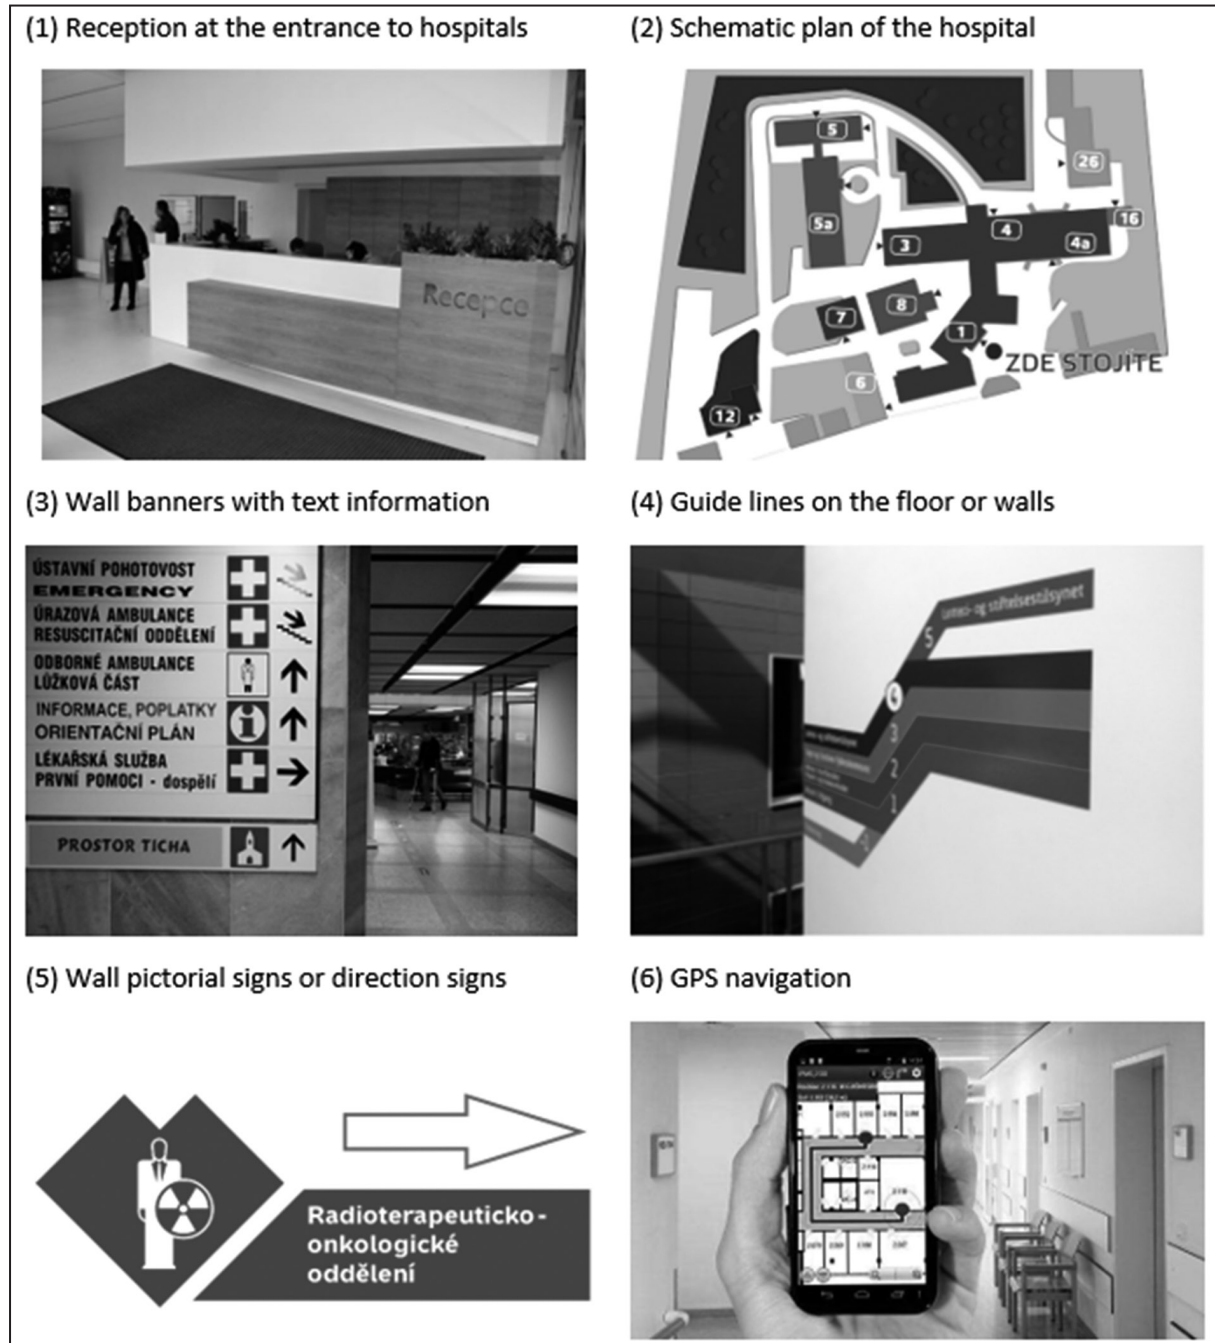 (1) Reception at the entrance to hospitals
Recepce
(2) Schematic plan of the hospital
5
26
5a
3
4
4a
16
7
8
1
ZDE STOJÍTE
6
12
(3) Wall banners with text information
ÚSTAVNÍ POHOTOVOST
EMERGENCY
ÚRAZOVÁ AMBULANCE
RESUSCITAČNÍ ODDĚLENÍ
ODBORNÉ AMBULANCE
LŮŽKOVÁ ČÁST
INFORMACE, POPLATKY
ORIENTAČNÍ PLÁN
LÉKAŘSKÁ SLUŽBA
PRVNÍ POMOCI - dospělí
PROSTOR TICHA
(4) Guide lines on the floor or walls
5 Lotteri- og stiftelsestilsynet
4
3
2
1
(5) Wall pictorial signs or direction signs
Radioterapeuticko-
onkologické
oddělení
(6) GPS navigation